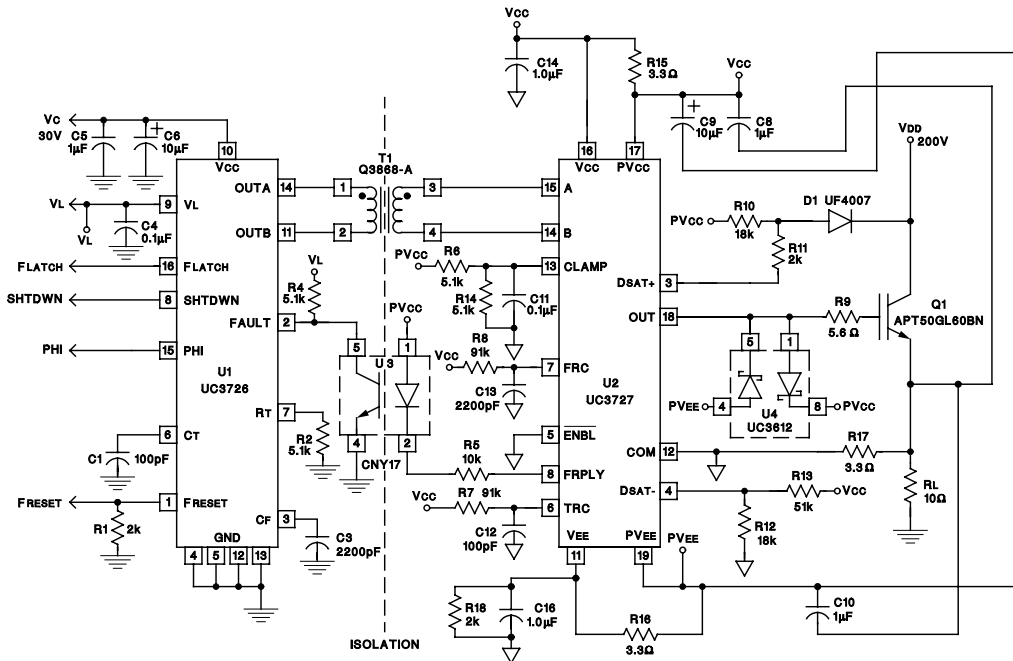 Vcc
C14
1.0µF
R15
3.3Ω
Vcc
+
C9
10µF
C8
1µF
VDD
200V
Vc
30V
C5
1µF
+
C6
10µF
10
Vcc
T1
Q3868-A
16
Vcc
17
PVcc
OUTA
14
1
3
15
A
9
VL
VL
VL
C4
0.1µF
OUTB
11
2
4
14
B
PVcc
R10
18k
D1 UF4007
R11
2k
FLATCH
16
FLATCH
VL
R4
5.1k
PVcc
R6
5.1k
R14
5.1k
C11
0.1µF
13
CLAMP
DSAT+
3
SHTDWN
8
SHTDWN
FAULT
2
PVcc
OUT
18
R9
5.6 Ω
Q1
APT50GL60BN
PHI
15
PHI
5
U3
1
Vcc
R8
91k
C13
2200pF
7
FRC
5
1
U1
UC3726
U2
UC3727
PVEE
4
8
PVcc
U4
UC3612
RT
7
R2
5.1k
4
2
CNY17
5
ENBL
COM
12
R17
3.3Ω
6
CT
C1
100pF
R5
10k
8
FRPLY
DSAT-
4
R13
51k
Vcc
RL
10Ω
FRESET
1
FRESET
R1
2k
CF
3
C3
2200pF
Vcc
R7
91k
C12
100pF
6
TRC
R12
18k
GND
4
5
12
13
VEE
11
PVEE
19
PVEE
R18
2k
C16
1.0µF
R16
3.3Ω
C10
1µF
ISOLATION